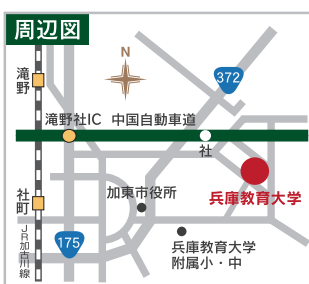 周辺図
N
372
滝野
滝野社IC
中国自動車道
社
兵庫教育大学
社町
加東市役所
JR加古川線
175
兵庫教育大学
附属小・中